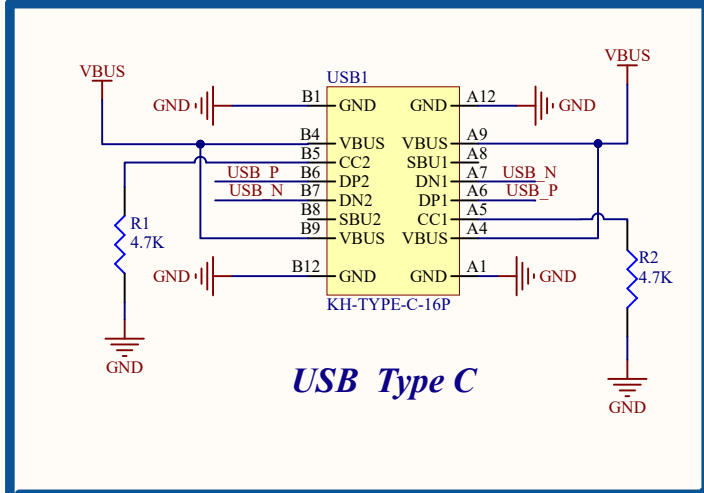 VBUS
VBUS
USB1
GND
B1
GND
GND
A12
GND
B4
VBUS
VBUS
A9
B5
CC2
SBU1
A8
USB_P
B6
DP2
DN1
A7
USB_N
USB_N
B7
DN2
DP1
A6
USB_P
B8
SBU2
CC1
A5
B9
VBUS
VBUS
A4
R1
4.7K
R2
4.7K
GND
B12
GND
GND
A1
GND
KH-TYPE-C-16P
GND
USB Type C
GND